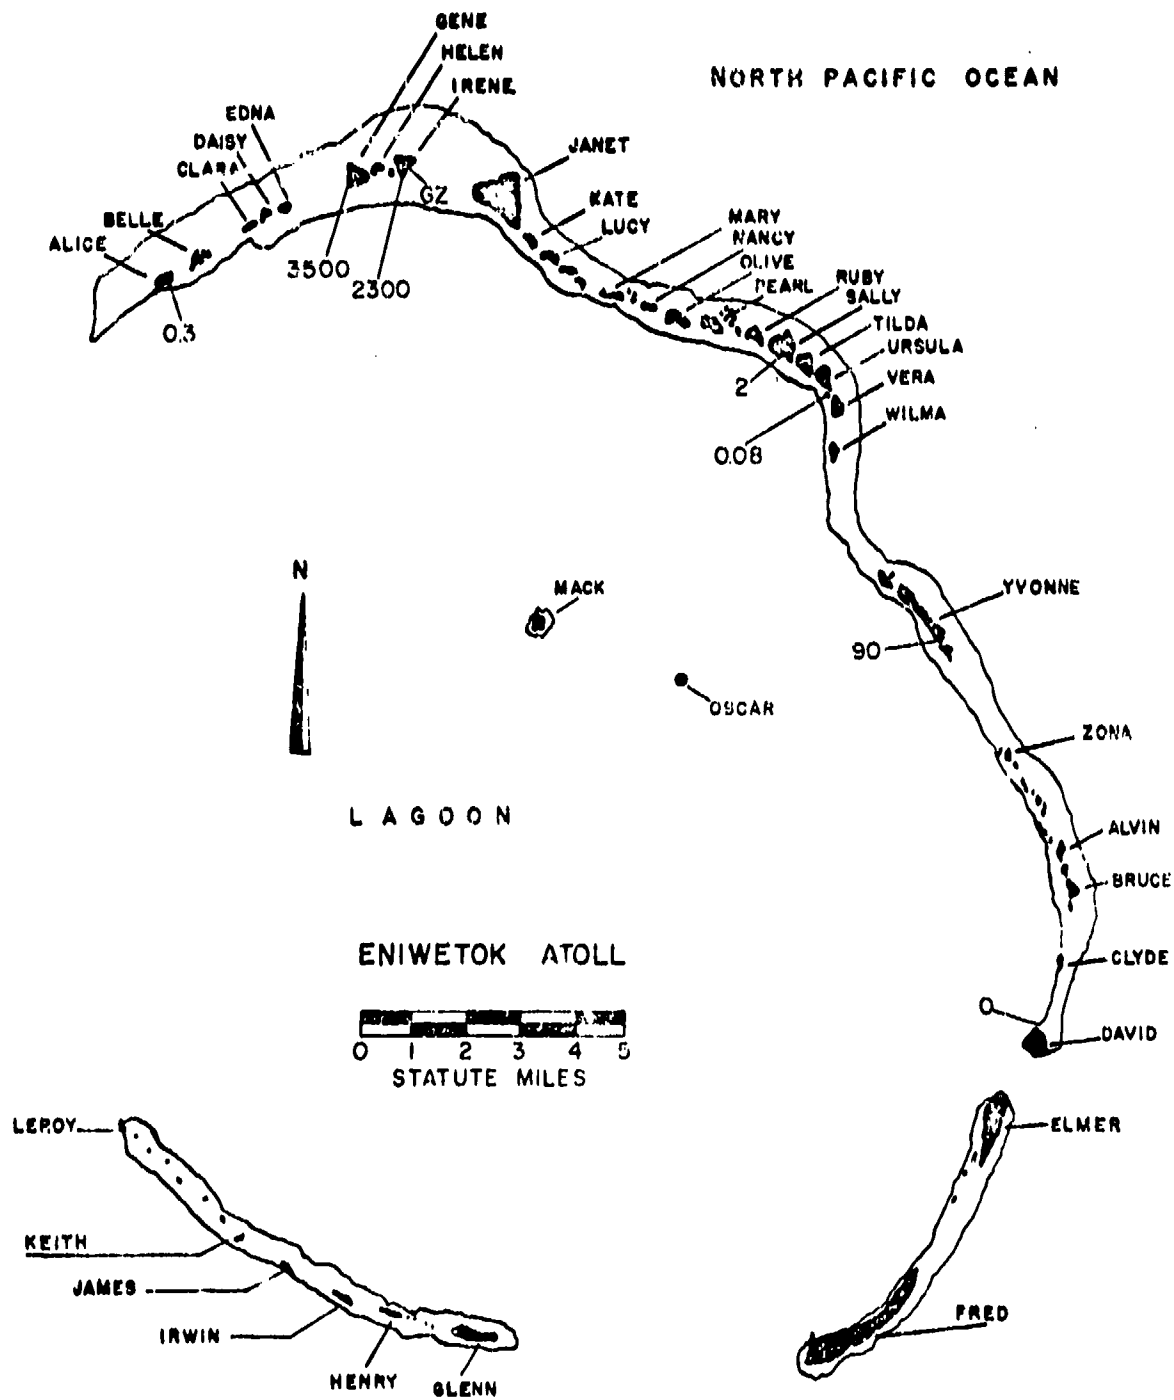 GENE
HELEN
IRENE
NORTH PACIFIC OCEAN
EDNA
DAISY
CLARA
JANET
GZ
KATE
BELLE
LUCY
MARY
NANCY
ALICE
OLIVE
3500
PEARL
RUBY
2300
SALLY
0.3
TILDA
URSULA
2
VERA
WILMA
0.08
N
MACK
YVONNE
90
OSCAR
ZONA
LAGOON
ALVIN
BRUCE
ENIWETOK ATOLL
CLYDE
0
DAVID
0 1 2 3 4 5
STATUTE MILES
LEROY
ELMER
KEITH
JAMES
FRED
IRWIN
HENRY
GLENN